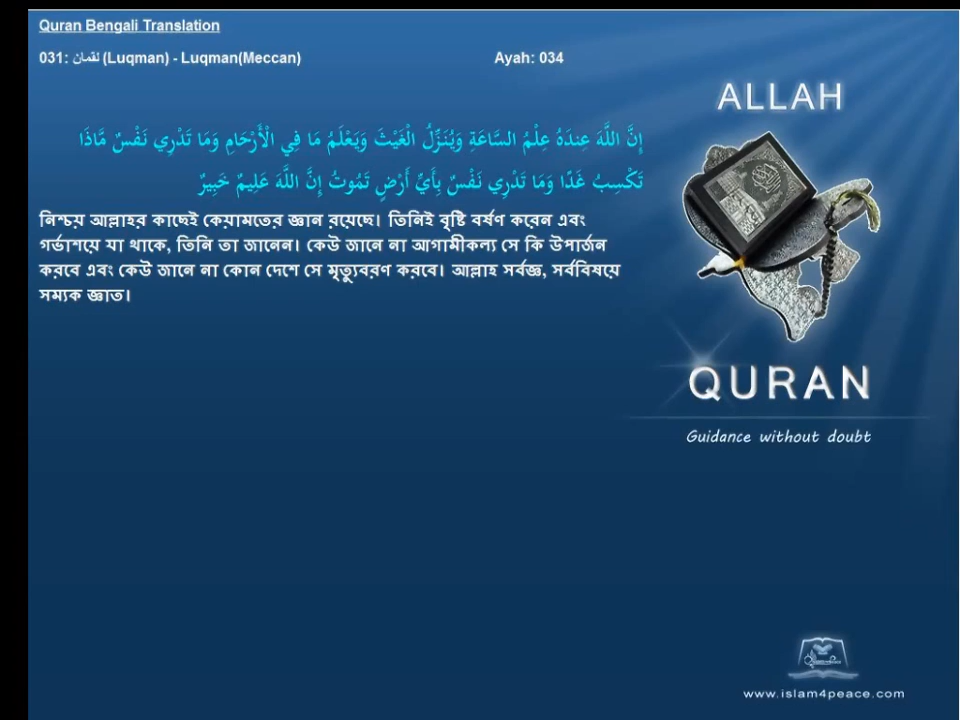 Quran Bengali Translation
031: لقمان (Luqman) - Luqman(Meccan) Ayah: 034
إِنَّ اللَّهَ عِندَهُ عِلْمُ السَّاعَةِ وَيُنَزِّلُ الْغَيْثَ وَيَعْلَمُ مَا فِي الْأَرْحَامِ وَمَا تَدْرِي نَفْسٌ مَّاذَا
تَكْسِبُ غَدًا وَمَا تَدْرِي نَفْسٌ بِأَيِّ أَرْضٍ تَمُوتُ إِنَّ اللَّهَ عَلِيمٌ خَبِيرٌ
নিশ্চয় আল্লাহর কাছেই কেয়ামতের জ্ঞান রয়েছে। তিনিই বৃষ্টি বর্ষণ করেন এবং
গর্ভাশয়ে যা থাকে, তিনি তা জানেন। কেউ জানে না আগামীকল্য সে কি উপার্জন
করবে এবং কেউ জানে না কোন দেশে সে মৃত্যুবরণ করবে। আল্লাহ সর্বজ্ঞ, সর্ববিষয়ে
সম্যক জ্ঞাত।
ALLAH
QURAN
Guidance without doubt
www.islam4peace.com